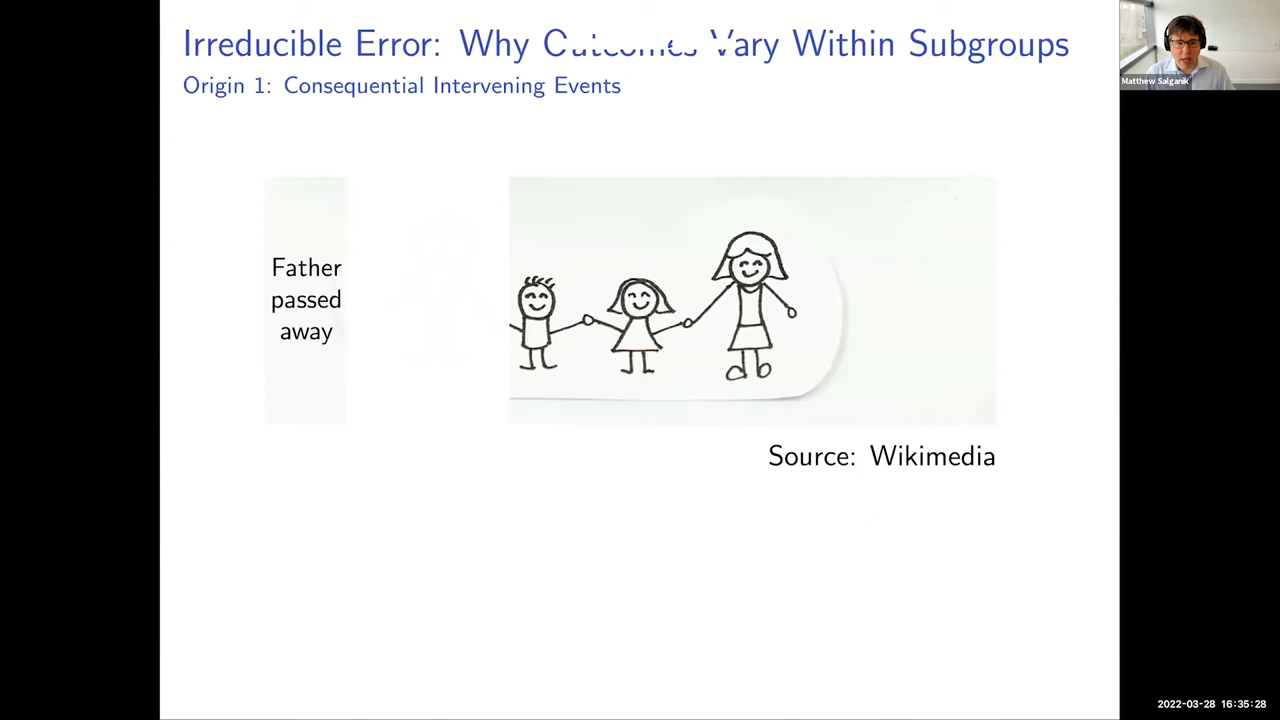 Irreducible Error: Why Outcomes Vary Within Subgroups
Origin 1: Consequential Intervening Events
Matthew Salganik
Father
passed
away
Source: Wikimedia
2022-03-28 16:35:28